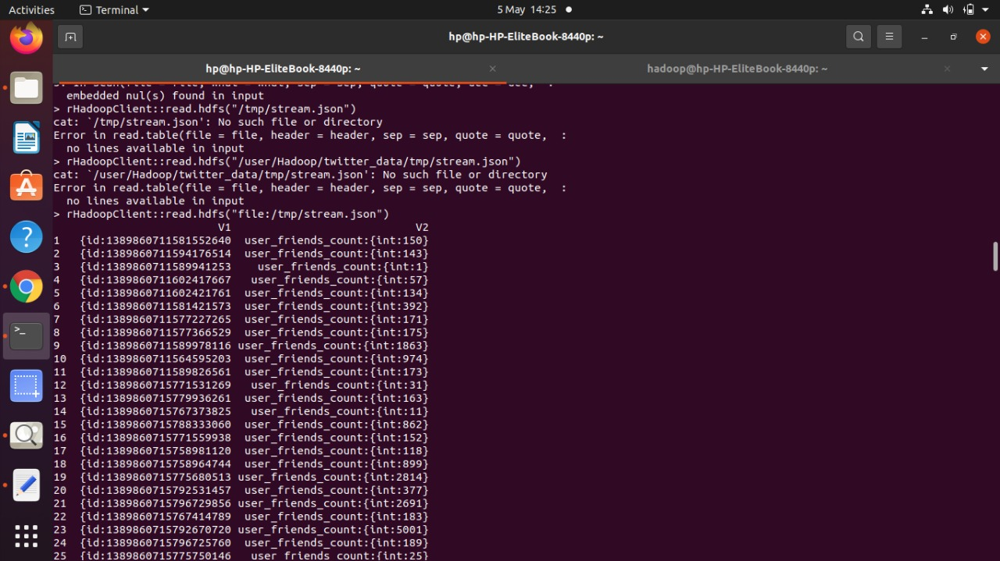 Activities
Terminal
5 May 14:25
hp@hp-HP-EliteBook-8440p: ~
hp@hp-HP-EliteBook-8440p: ~
hadoop@hp-HP-EliteBook-8440p: ~
embedded nul(s) found in input
> rHadoopClient::read.hdfs("/tmp/stream.json")
cat: `/tmp/stream.json': No such file or directory
Error in read.table(file = file, header = header, sep = sep, quote = quote,  :
  no lines available in input
> rHadoopClient::read.hdfs("/user/Hadoop/twitter_data/tmp/stream.json")
cat: `/user/Hadoop/twitter_data/tmp/stream.json': No such file or directory
Error in read.table(file = file, header = header, sep = sep, quote = quote,  :
  no lines available in input
> rHadoopClient::read.hdfs("file:/tmp/stream.json")
V1 V2
1 {id:1389860711581552640 user_friends_count:{int:150}
2 {id:1389860711594176514 user_friends_count:{int:143}
3 {id:1389860711589941253 user_friends_count:{int:1}
4 {id:1389860711602417667 user_friends_count:{int:57}
5 {id:1389860711602421761 user_friends_count:{int:134}
6 {id:1389860711581421573 user_friends_count:{int:392}
7 {id:1389860711577227265 user_friends_count:{int:171}
8 {id:1389860711577366529 user_friends_count:{int:175}
9 {id:1389860711589978116 user_friends_count:{int:1863}
10 {id:1389860711564595203 user_friends_count:{int:974}
11 {id:1389860711589826561 user_friends_count:{int:173}
12 {id:1389860715771531269 user_friends_count:{int:31}
13 {id:1389860715779936261 user_friends_count:{int:163}
14 {id:1389860715767373825 user_friends_count:{int:11}
15 {id:1389860715788333060 user_friends_count:{int:862}
16 {id:1389860715771559938 user_friends_count:{int:152}
17 {id:1389860715758981120 user_friends_count:{int:118}
18 {id:1389860715758964744 user_friends_count:{int:899}
19 {id:1389860715775680513 user_friends_count:{int:2814}
20 {id:1389860715792531457 user_friends_count:{int:377}
21 {id:1389860715796729856 user_friends_count:{int:2691}
22 {id:1389860715767414789 user_friends_count:{int:183}
23 {id:1389860715792670720 user_friends_count:{int:5001}
24 {id:1389860715796725760 user_friends_count:{int:189}
25 {id:1389860715775750146 user_friends_count:{int:25}